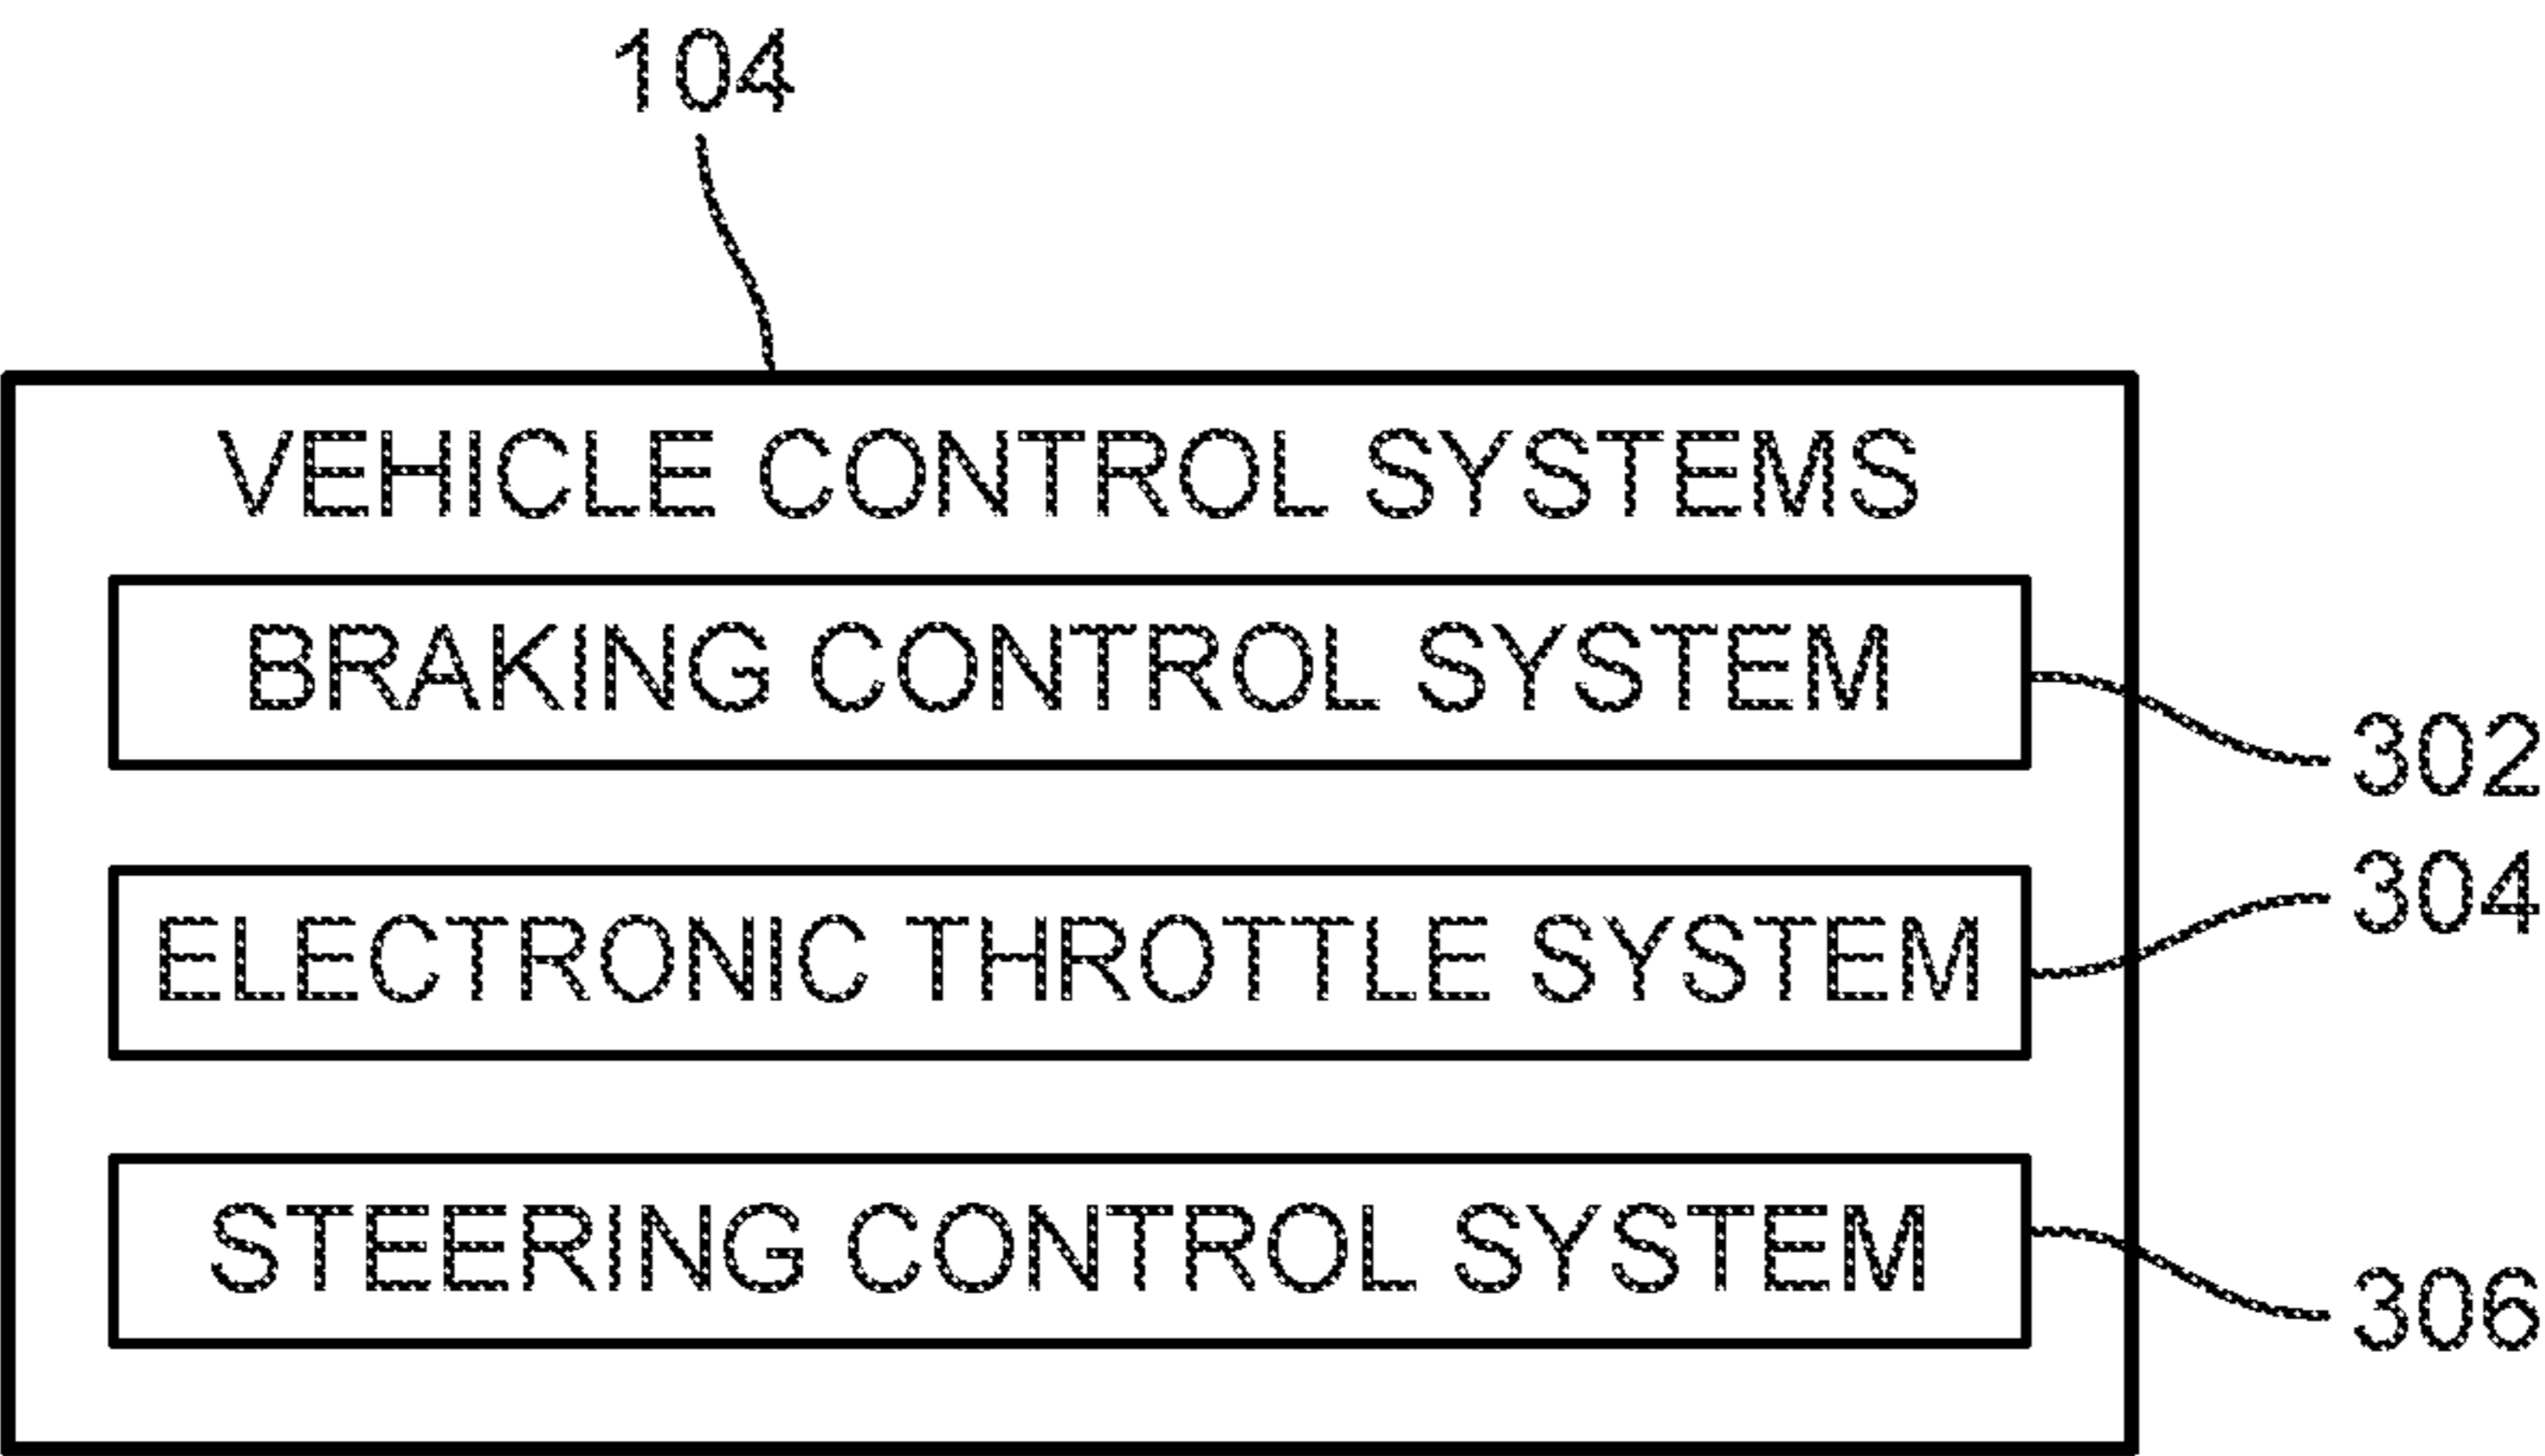 104
VEHICLE CONTROL SYSTEMS
BRAKING CONTROL SYSTEM
302
ELECTRONIC THROTTLE SYSTEM
304
STEERING CONTROL SYSTEM
306